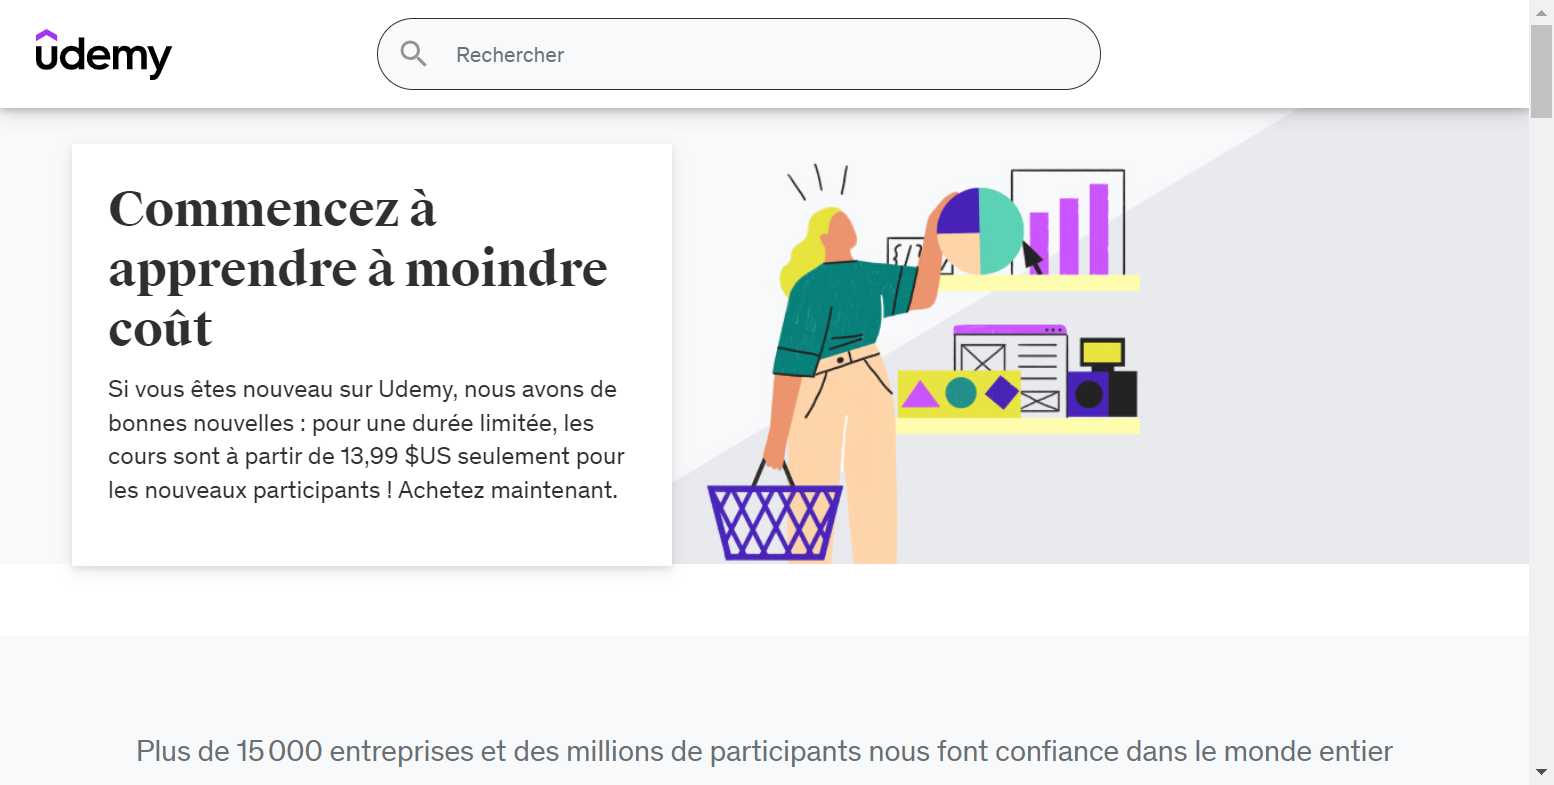 udemy
Rechercher
Commencez à
apprendre à moindre
coût
Si vous êtes nouveau sur Udemy, nous avons de
bonnes nouvelles : pour une durée limitée, les
cours sont à partir de 13,99 $US seulement pour
les nouveaux participants ! Achetez maintenant.
{/}
Plus de 15 000 entreprises et des millions de participants nous font confiance dans le monde entier